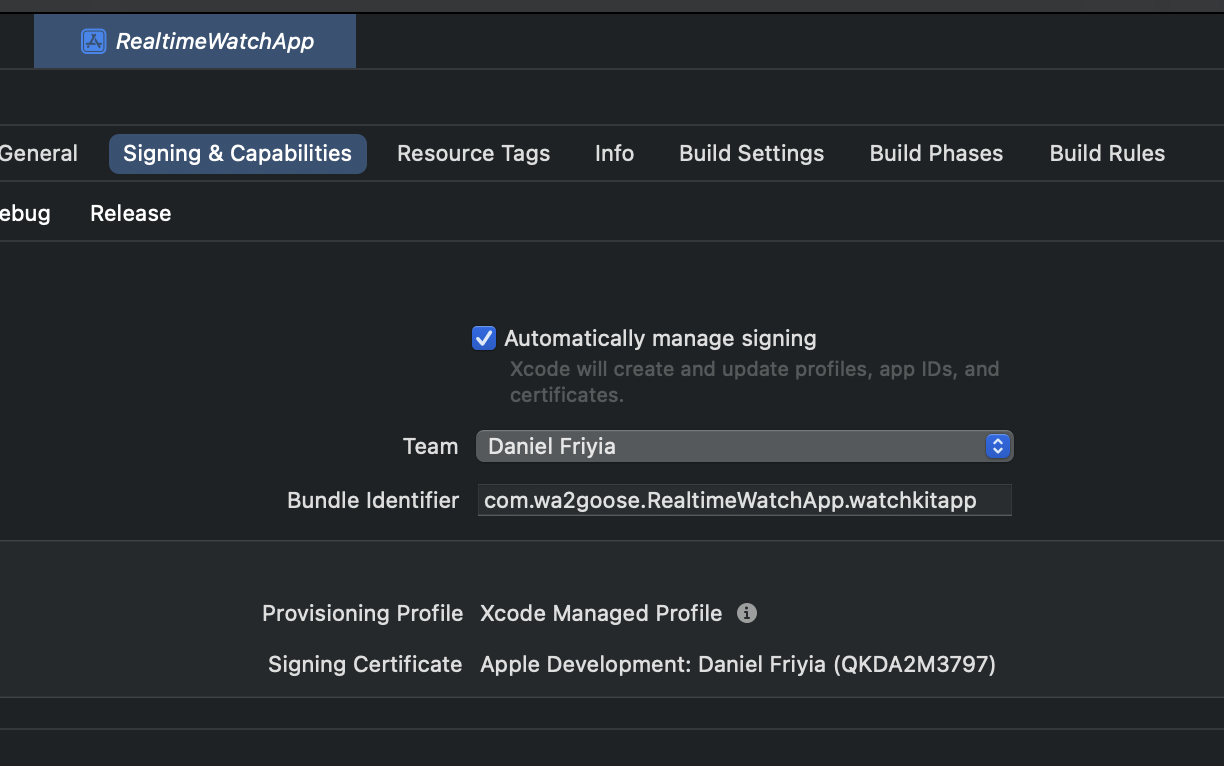 RealtimeWatchApp
General Signing & Capabilities Resource Tags Info Build Settings Build Phases Build Rules
ebug Release
Automatically manage signing
Xcode will create and update profiles, app IDs, and
certificates.
Team Daniel Friyia
Bundle Identifier com.wa2goose.RealtimeWatchApp.watchkitapp
Provisioning Profile Xcode Managed Profile
Signing Certificate Apple Development: Daniel Friyia (QKDA2M3797)